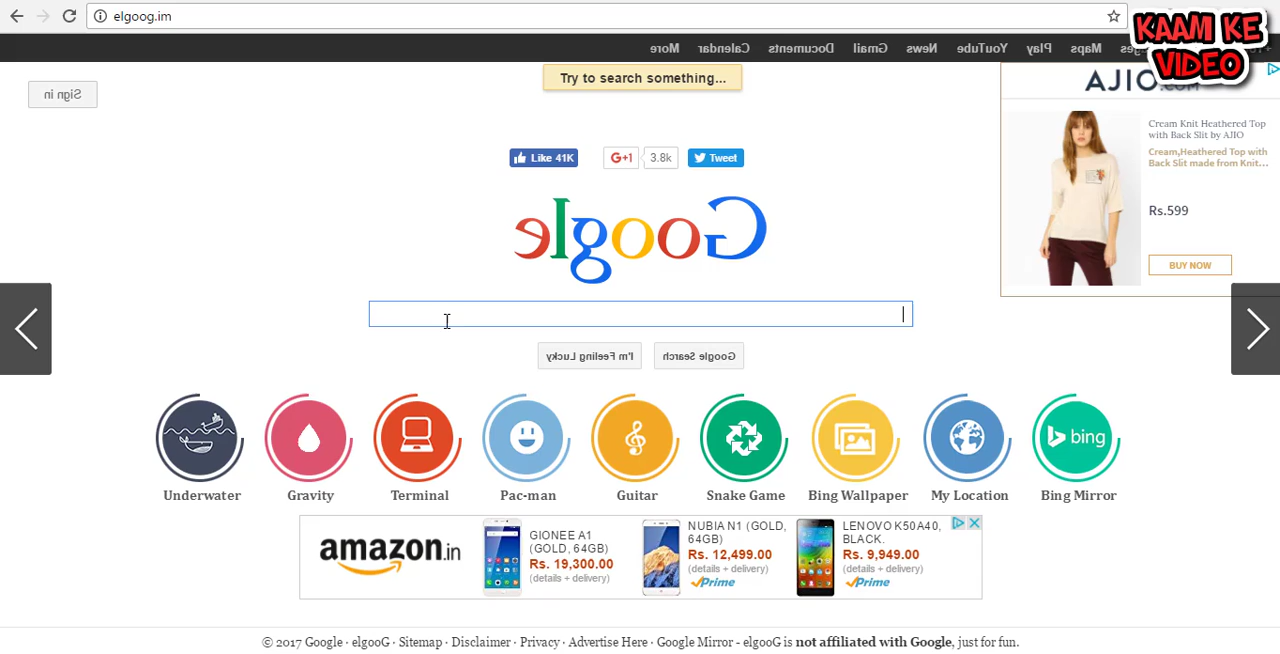 elgoog.im
KAAMI KE
VIDEO
More Calendar Documents Gmail News YouTube Play Maps
Try to search something...
Sign in
AJIO.COM
Cream Knit Heathered Top
with Back Slit by AJIO
Cream,Heathered Top with
Back Slit made from Knit...
Rs.599
BUY NOW
Like 41K
G+1 3.8k
Tweet
Google
I'm Feeling Lucky
Google Search
bing
Underwater
Gravity
Terminal
Pac-man
Guitar
Snake Game
Bing Wallpaper
My Location
Bing Mirror
amazon.in
GIONEE A1
(GOLD, 64GB)
Rs. 19,300.00
(details + delivery)
NUBIA N1 (GOLD,
64GB)
Rs. 12,499.00
(details + delivery)
Prime
LENOVO K50A40,
BLACK.
Rs. 9,949.00
(details + delivery)
Prime
© 2017 Google · elgooG · Sitemap · Disclaimer · Privacy · Advertise Here · Google Mirror - elgooG is not affiliated with Google, just for fun.